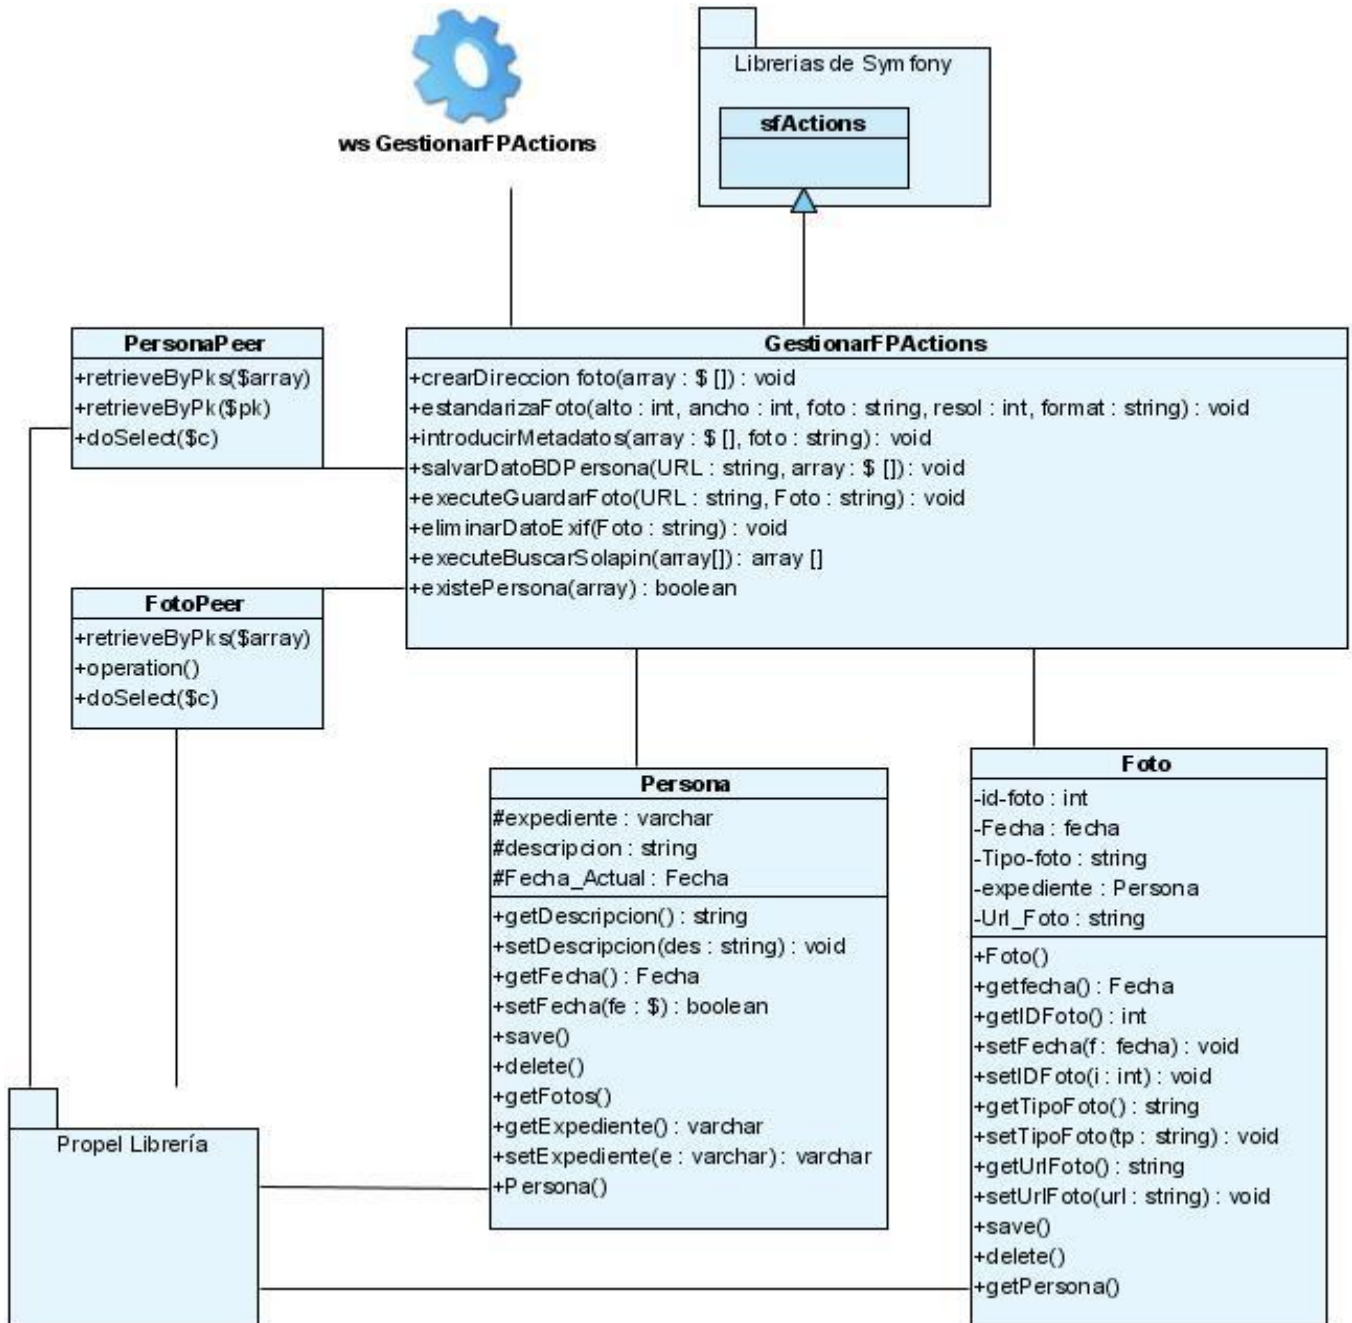 Librerias de Symfony
sfActions
ws GestionarFPActions
PersonaPeer
+retrieveByPks($array)
+retrieveByPk($pk)
+doSelect($c)
GestionarFPActions
+crearDireccion foto(array : $ []) : void
+estandarizaFoto(alto : int, ancho : int, foto : string, resol : int, format : string) : void
+introducirMetadatos(array : $ [], foto : string) : void
+salvarDatoBDPersona(URL : string, array : $ []) : void
+executeGuardarFoto(URL : string, Foto : string) : void
+eliminarDatoExif(Foto : string) : void
+executeBuscarSolapin(array[]) : array []
+existePersona(array) : boolean
FotoPeer
+retrieveByPks($array)
+operation()
+doSelect($c)
Persona
#expediente : varchar
#descripcion : string
#Fecha_Actual : Fecha
+getDescripcion() : string
+setDescripcion(des : string) : void
+getFecha() : Fecha
+setFecha(fe : $) : boolean
+save()
+delete()
+getFotos()
+getExpediente() : varchar
+setExpediente(e : varchar) : varchar
+Persona()
Foto
-id-foto : int
-Fecha : fecha
-Tipo-foto : string
-expediente : Persona
-Url_Foto : string
+Foto()
+getfecha() : Fecha
+getIDFoto() : int
+setFecha(f : fecha) : void
+setIDFoto(i : int) : void
+getTipoFoto() : string
+setTipoFoto(tp : string) : void
+getUrlFoto() : string
+setUrlFoto(url : string) : void
+save()
+delete()
+getPersona()
Propel Librería